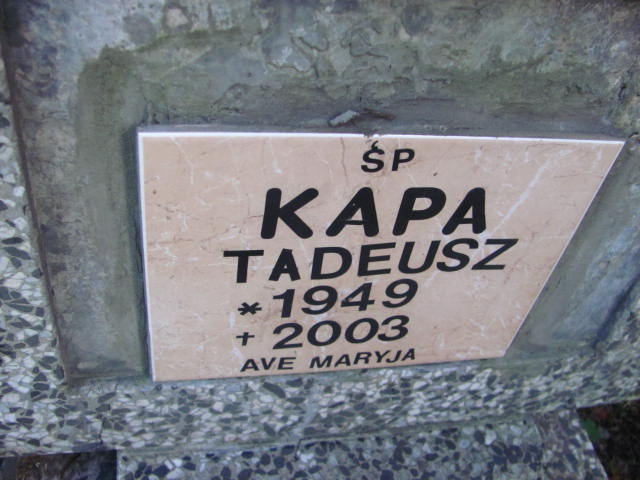 ŚP
KAPA
TADEUSZ
* 1949
+ 2003
AVE MARYJA